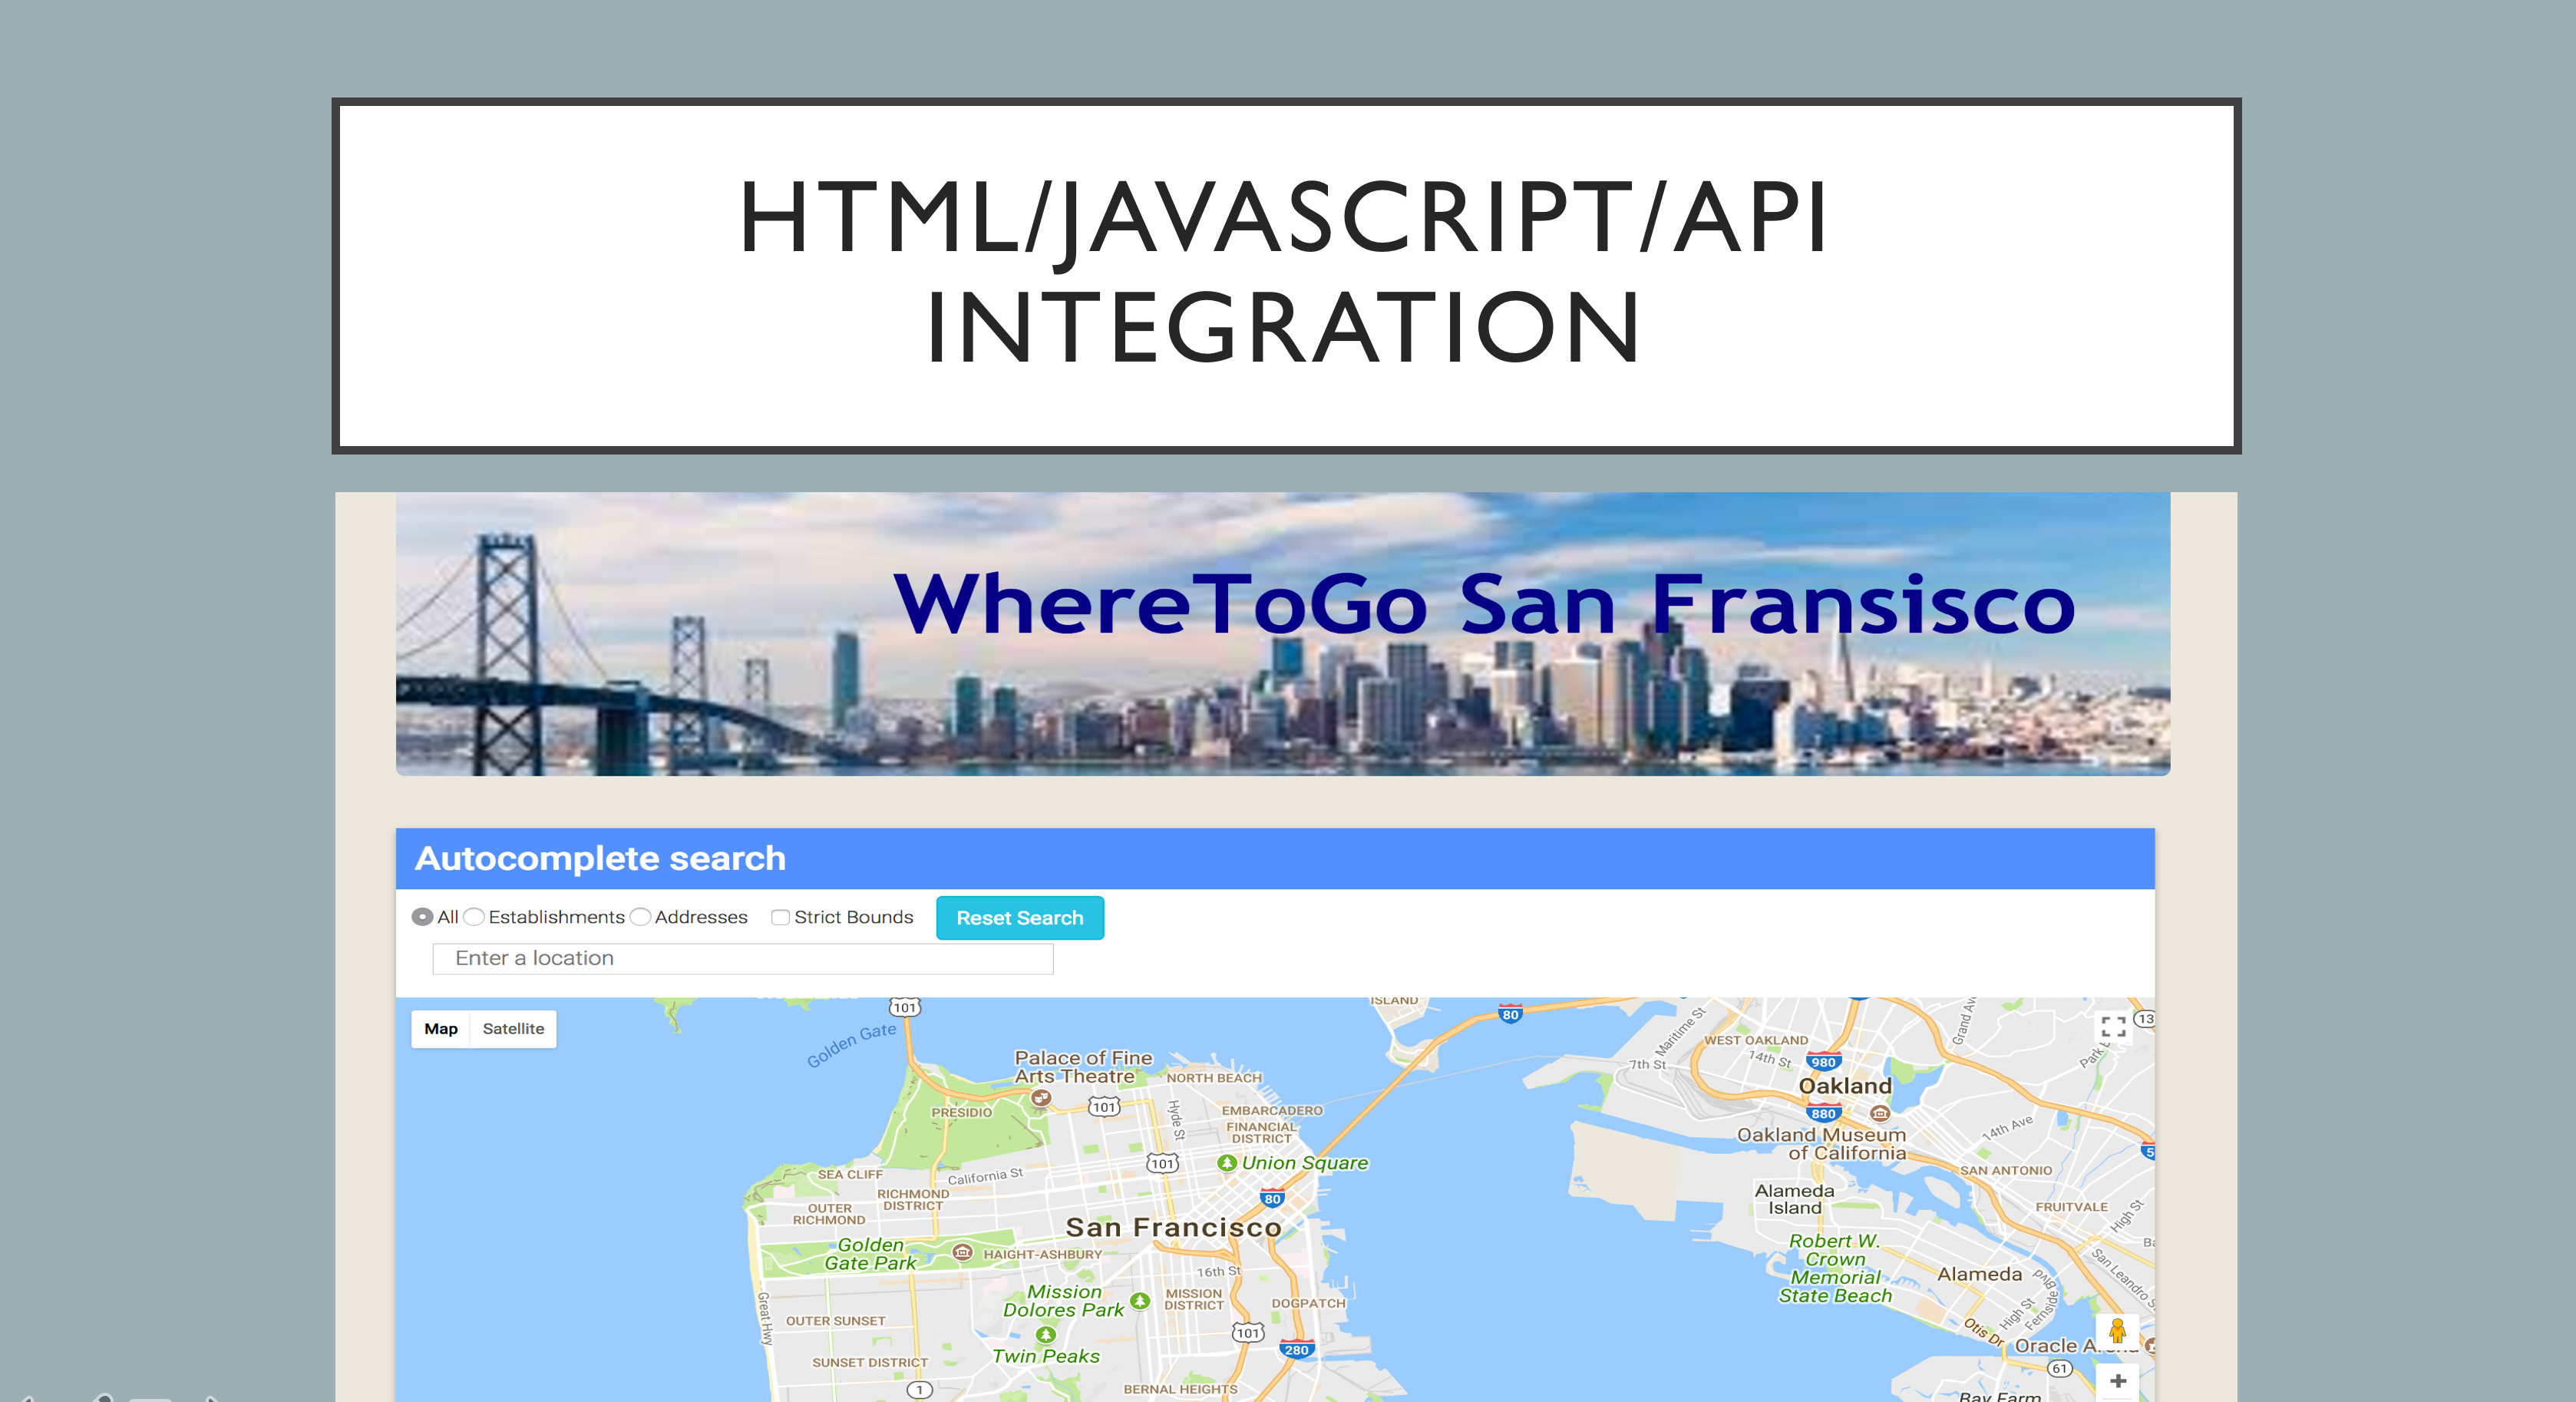 HTML/JAVASCRIPT/API
INTEGRATION
WhereToGo San Fransisco
Autocomplete search
All Establishments Addresses Strict Bounds Reset Search
Enter a location
Map Satellite
101
Golden Gate
ISLAND
80
Maritime St
Grand Av
13
WEST OAKLAND
14th St
7th St
980
Park
Palace of Fine
Arts Theatre
NORTH BEACH
Oakland
101
PRESIDIO
Hyde St
EMBARCADERO
880
FINANCIAL
DISTRICT
14th Ave
Oakland Museum
of California
101
Union Square
5
SEA CLIFF
California St
SAN ANTONIO
RICHMOND
DISTRICT
80
Alameda
Island
OUTER
RICHMOND
FRUITVALE
High St
San Francisco
Golden
Gate Park
HAIGHT-ASHBURY
Robert W.
Crown
Memorial
State Beach
Ba
San Leandro S
16th St
Alameda
Mission
Dolores Park
MISSION
DISTRICT
DOGPATCH
Great Hwy
High St
Fernside Blvd
OUTER SUNSET
101
Otis Dr
280
Oracle A
Twin Peaks
SUNSET DISTRICT
61
1
BERNAL HEIGHTS
+
Bay Farm